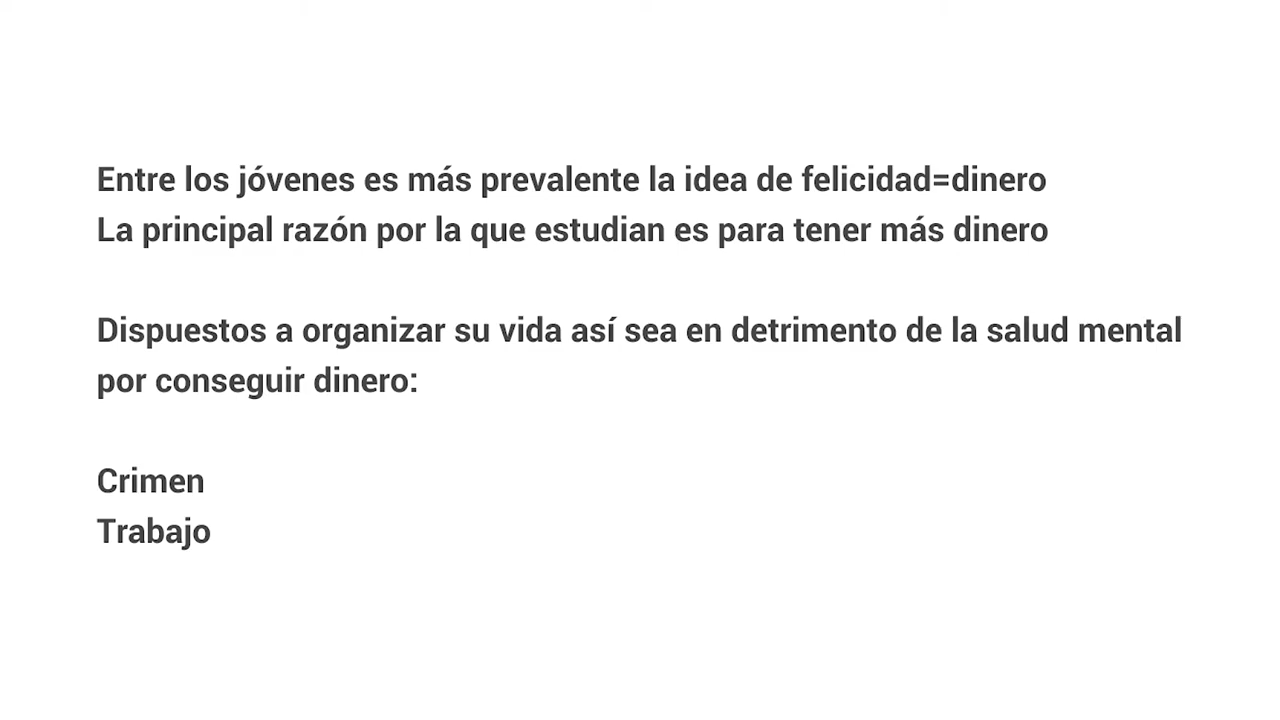 Entre los jóvenes es más prevalente la idea de felicidad=dinero
La principal razón por la que estudian es para tener más dinero
Dispuestos a organizar su vida así sea en detrimento de la salud mental
por conseguir dinero:
Crimen
Trabajo